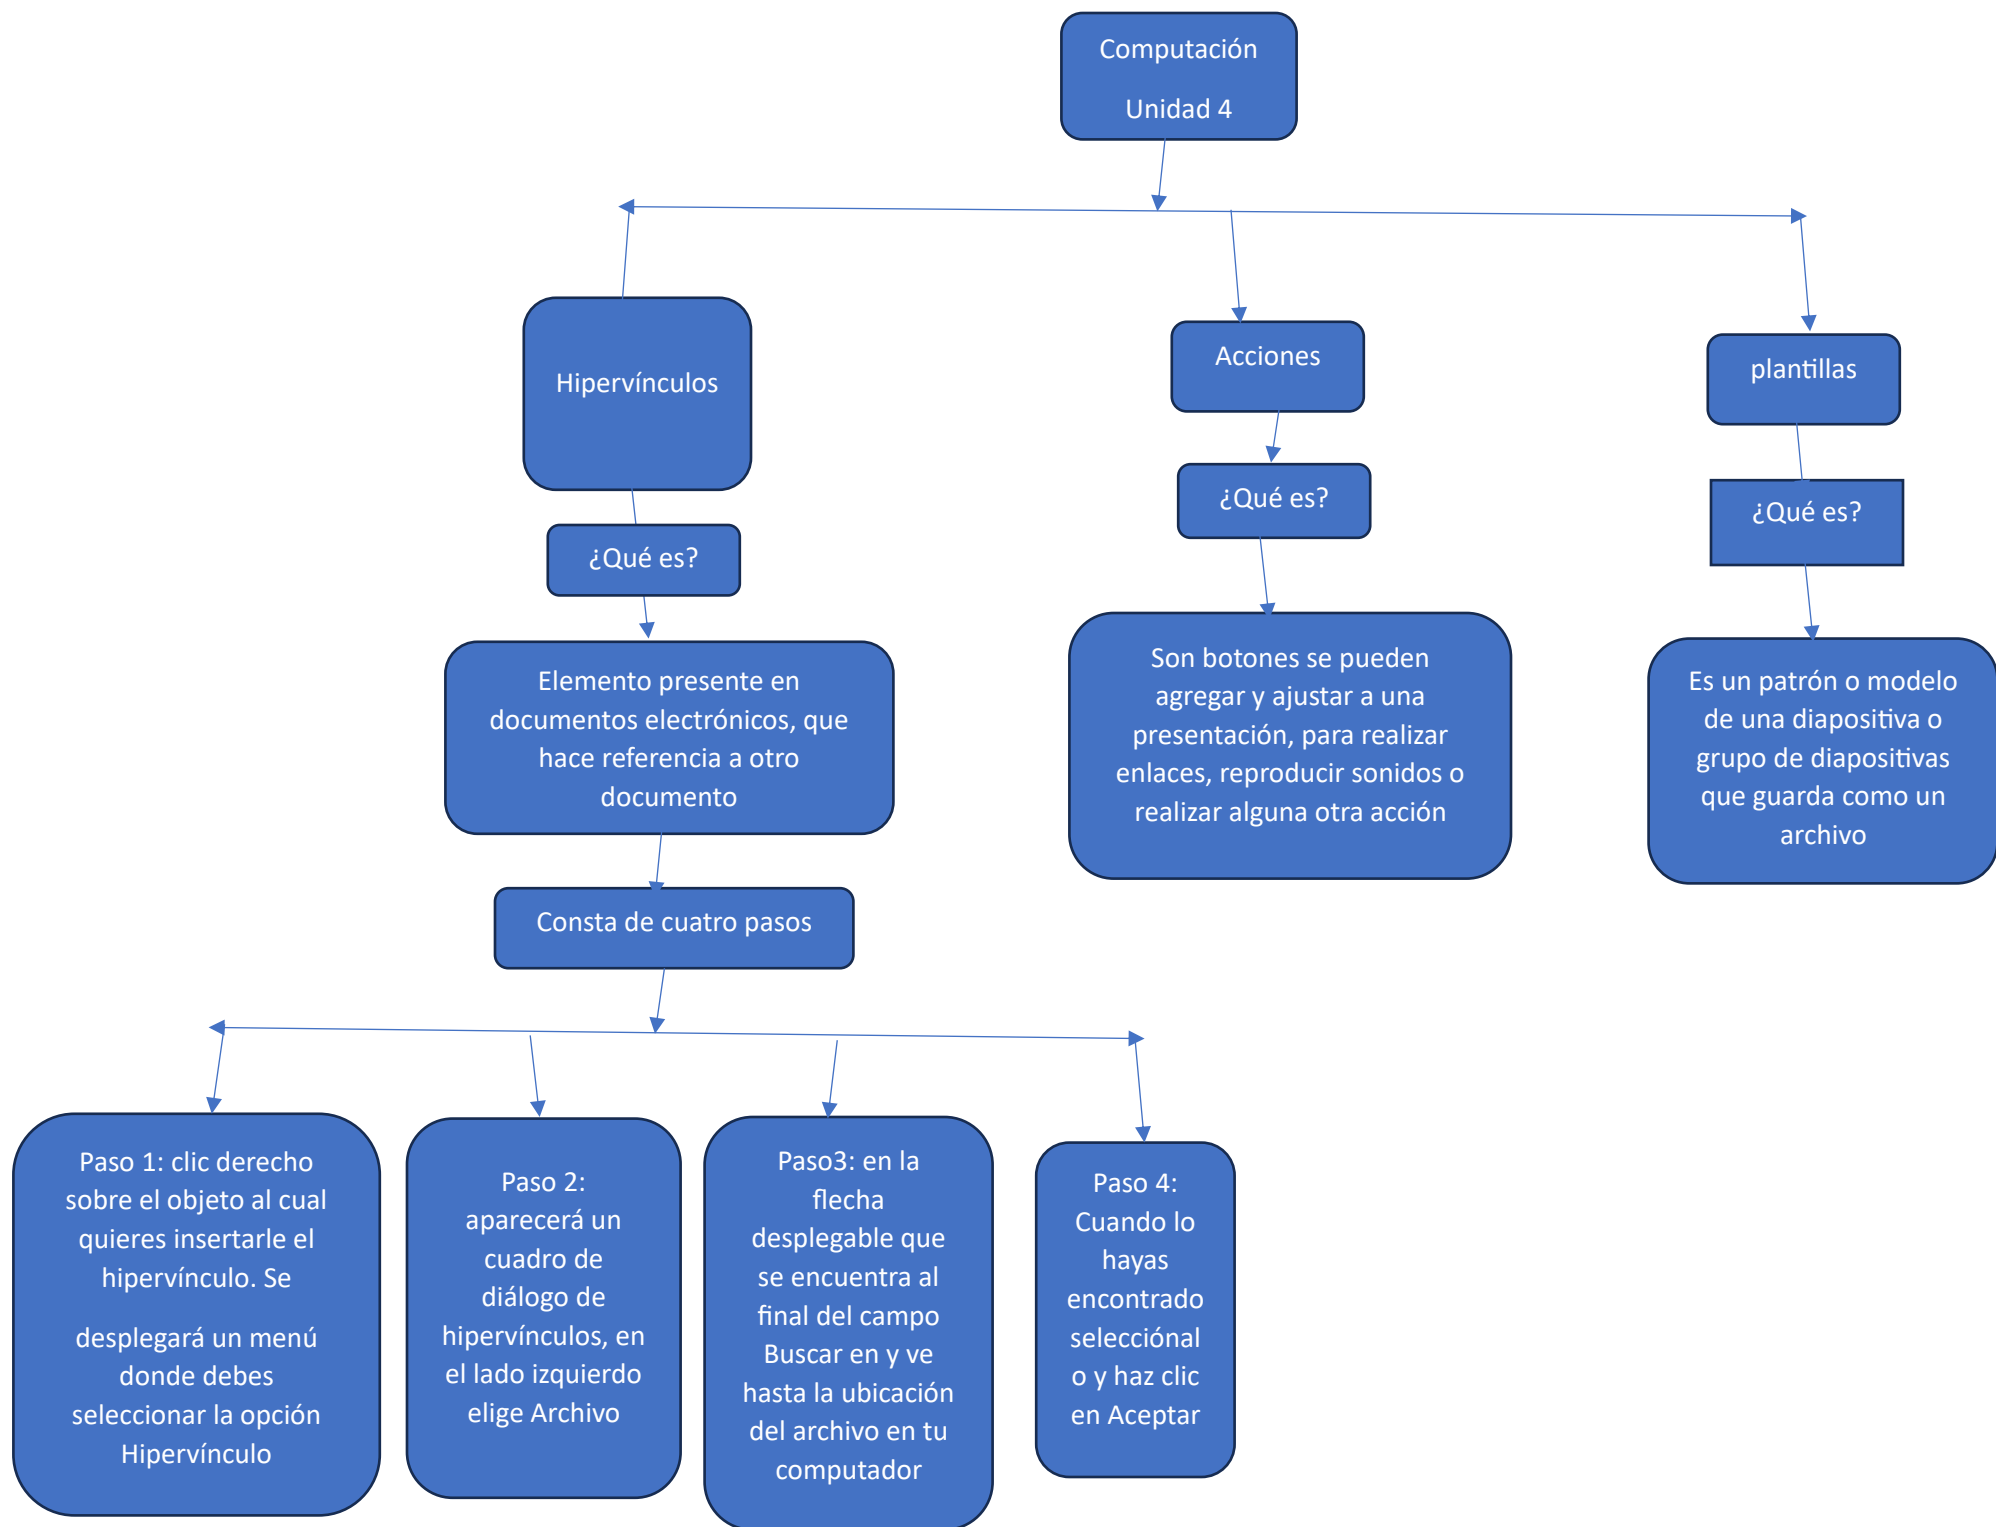 Computación
Unidad 4
Hipervínculos
Acciones
plantillas
¿Qué es?
¿Qué es?
¿Qué es?
Elemento presente en
documentos electrónicos, que
hace referencia a otro
documento
Son botones se pueden
agregar y ajustar a una
presentación, para realizar
enlaces, reproducir sonidos o
realizar alguna otra acción
Es un patrón o modelo
de una diapositiva o
grupo de diapositivas
que guarda como un
archivo
Consta de cuatro pasos
Paso 1: clic derecho
sobre el objeto al cual
quieres insertarle el
hipervínculo. Se
desplegará un menú
donde debes
seleccionar la opción
Hipervínculo
Paso 2:
aparecerá un
cuadro de
diálogo de
hipervínculos, en
el lado izquierdo
elige Archivo
Paso3: en la
flecha
desplegable que
se encuentra al
final del campo
Buscar en y ve
hasta la ubicación
del archivo en tu
computador
Paso 4:
Cuando lo
hayas
encontrado
selecciónal
o y haz clic
en Aceptar